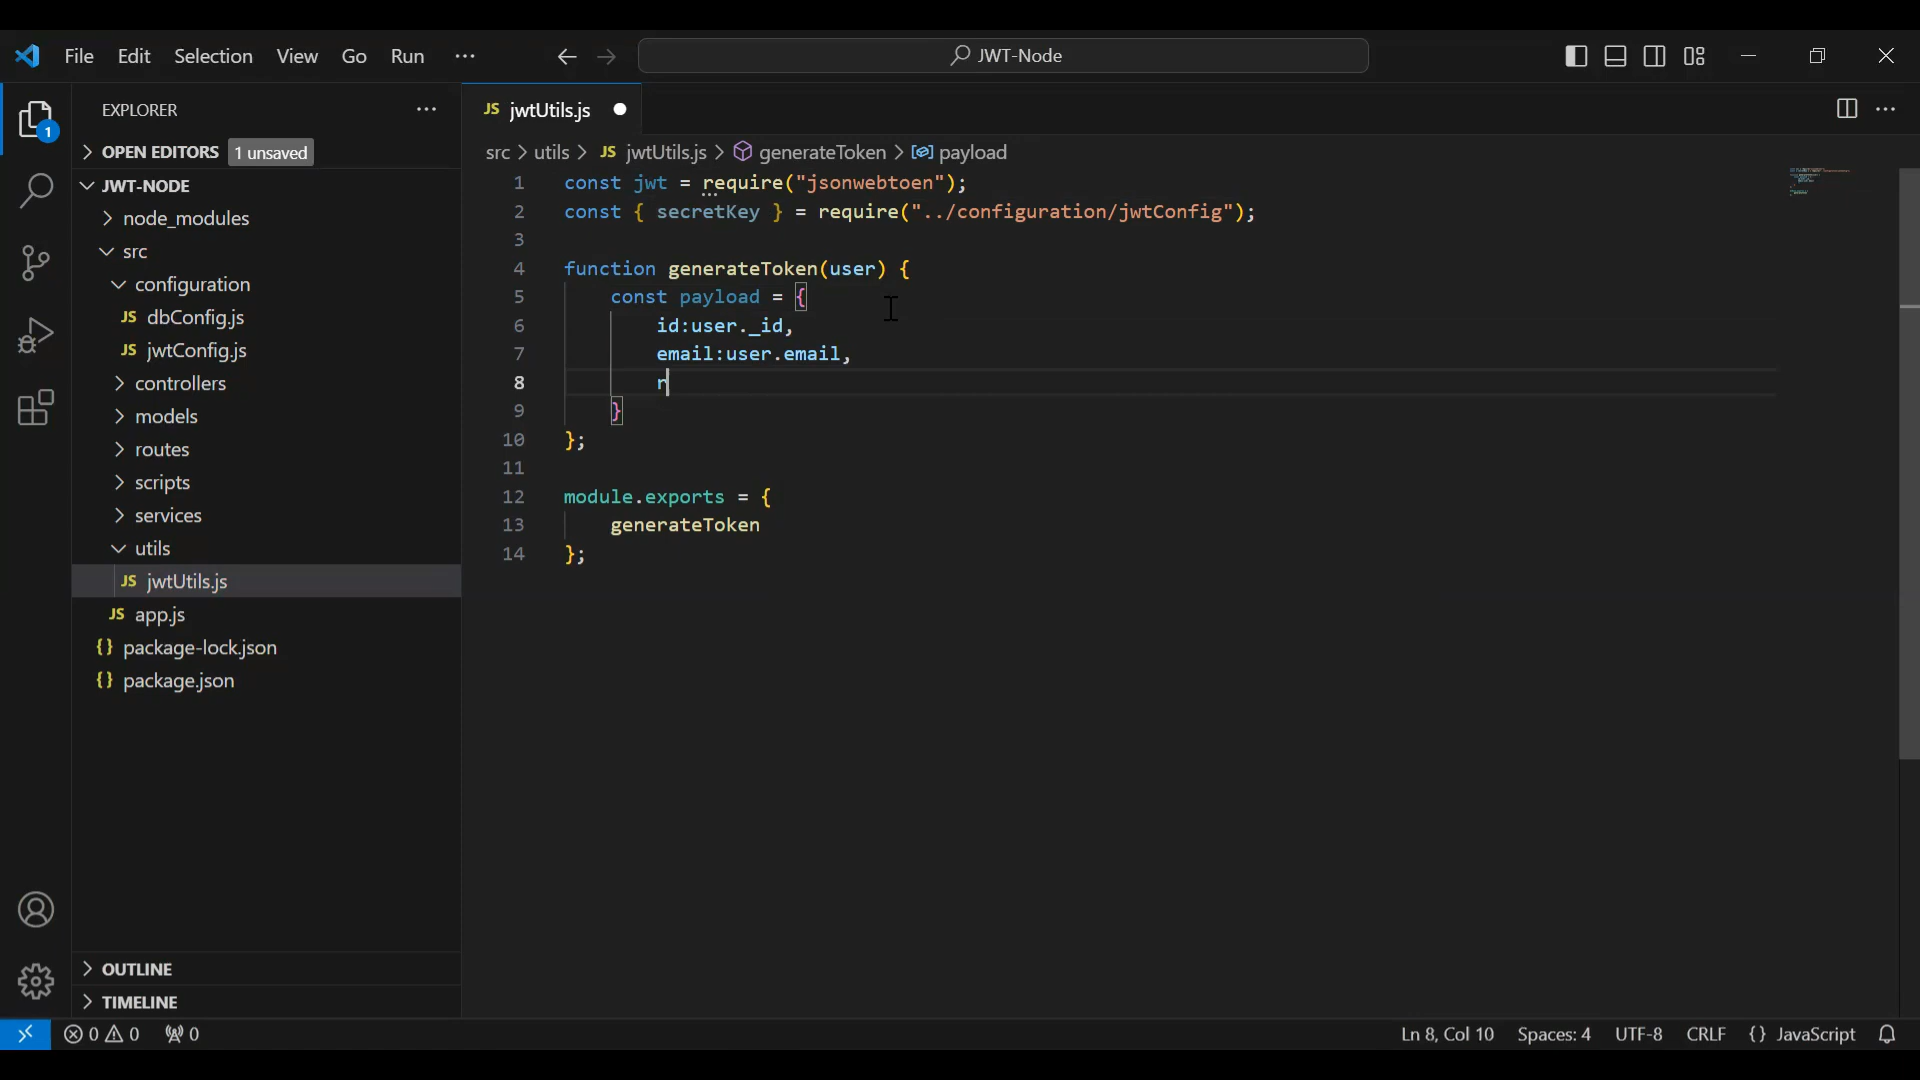 File Edit Selection View Go Run ··· JWT-Node
EXPLORER ···
OPEN EDITORS 1 unsaved
JWT-NODE
node_modules
src
configuration
JS dbConfig.js
JS jwtConfig.js
controllers
models
routes
scripts
services
utils
JS jwtUtils.js
JS app.js
{} package-lock.json
{} package.json
OUTLINE
TIMELINE
1
JS jwtUtils.js
src > utils > JS jwtUtils.js > generateToken > payload
1 const jwt = require("jsonwebtoen");
2 const { secretKey } = require("../configuration/jwtConfig");
3
4 function generateToken(user) {
5 const payload = {
6 id:user._id,
7 email:user.email,
8 r
9 }
10 };
11
12 module.exports = {
13 generateToken
14 };
0 0 0 Ln 8, Col 10 Spaces: 4 UTF-8 CRLF {} JavaScript